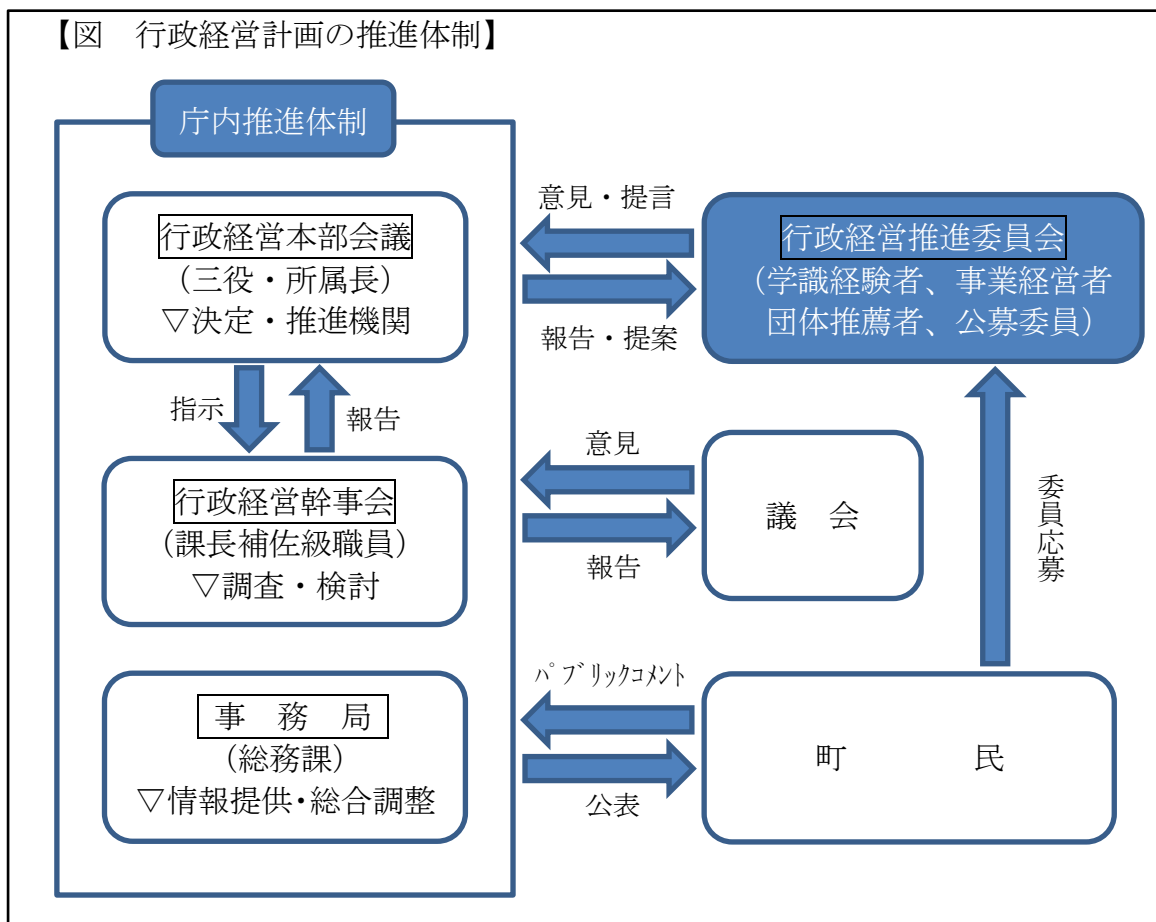 【図　行政経営計画の推進体制】
庁内推進体制
行政経営本部会議
（三役・所属長）
▽決定・推進機関
指示
報告
行政経営幹事会
（課長補佐級職員）
▽調査・検討
事　務　局
（総務課）
▽情報提供・総合調整
意見・提言
報告・提案
行政経営推進委員会
（学識経験者、事業経営者
団体推薦者、公募委員）
意見
報告
議　会
委員応募
ﾊﾟﾌﾞﾘｯｸｺﾒﾝﾄ
公表
町　　　民